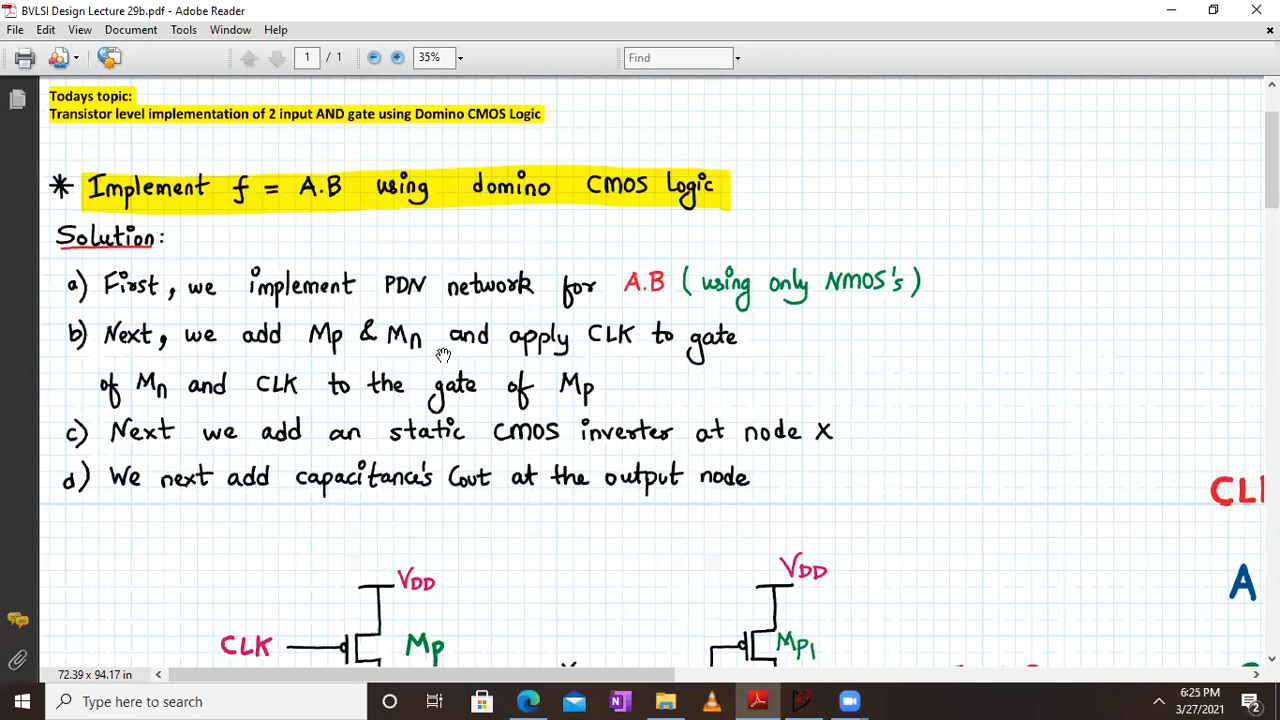 BVLSI Design Lecture 29b.pdf - Adobe Reader
File Edit View Document Tools Window Help
1 / 1 35% Find
Todays topic:
Transistor level implementation of 2 input AND gate using Domino CMOS Logic
* Implement f = A.B using domino CMOS logic
Solution:
a) First, we implement PDN network for A.B (using only NMOS's)
b) Next, we add Mp & Mn and apply CLK to gate
of Mn and CLK to the gate of Mp
c) Next we add an static CMOS inverter at node X
d) We next add capacitance's Cout at the output node
CL
VDD
VDD
A
CLK
Mp
Mp1
72.39 x 94.17 in
Type here to search
6:25 PM
3/27/2021
2